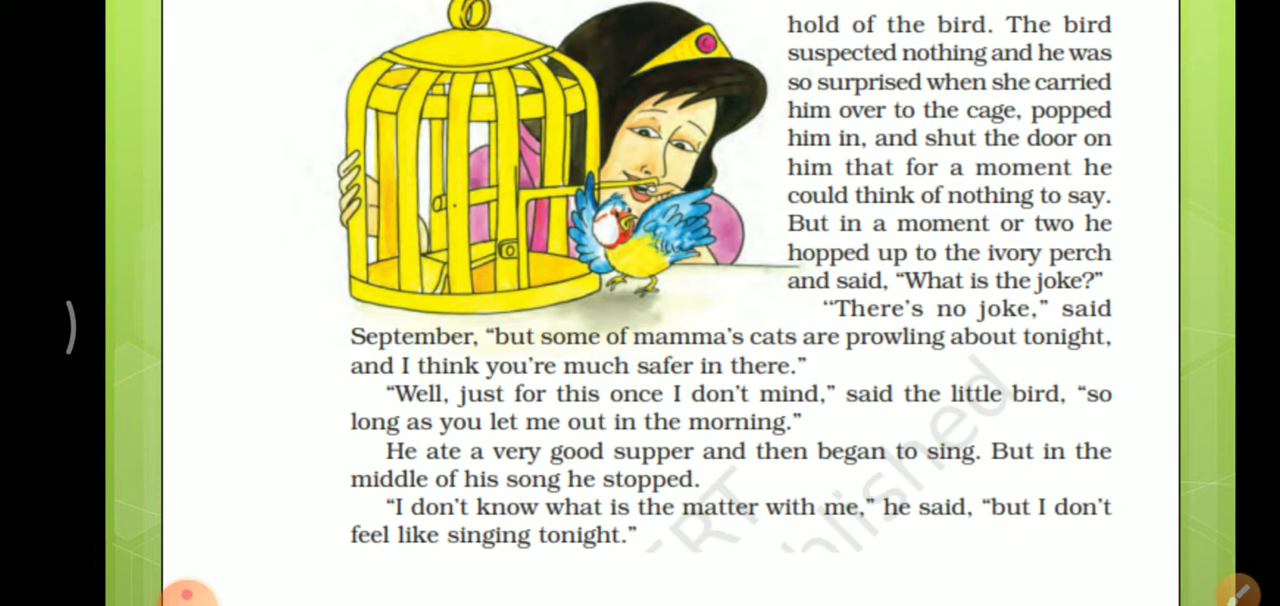 hold of the bird. The bird
suspected nothing and he was
so surprised when she carried
him over to the cage, popped
him in, and shut the door on
him that for a moment he
could think of nothing to say.
But in a moment or two he
hopped up to the ivory perch
and said, “What is the joke?”
“There’s no joke,” said
September, “but some of mamma’s cats are prowling about tonight,
and I think you’re much safer in there.”
“Well, just for this once I don’t mind,” said the little bird, “so
long as you let me out in the morning.”
He ate a very good supper and then began to sing. But in the
middle of his song he stopped.
“I don’t know what is the matter with me,” he said, “but I don’t
feel like singing tonight.”